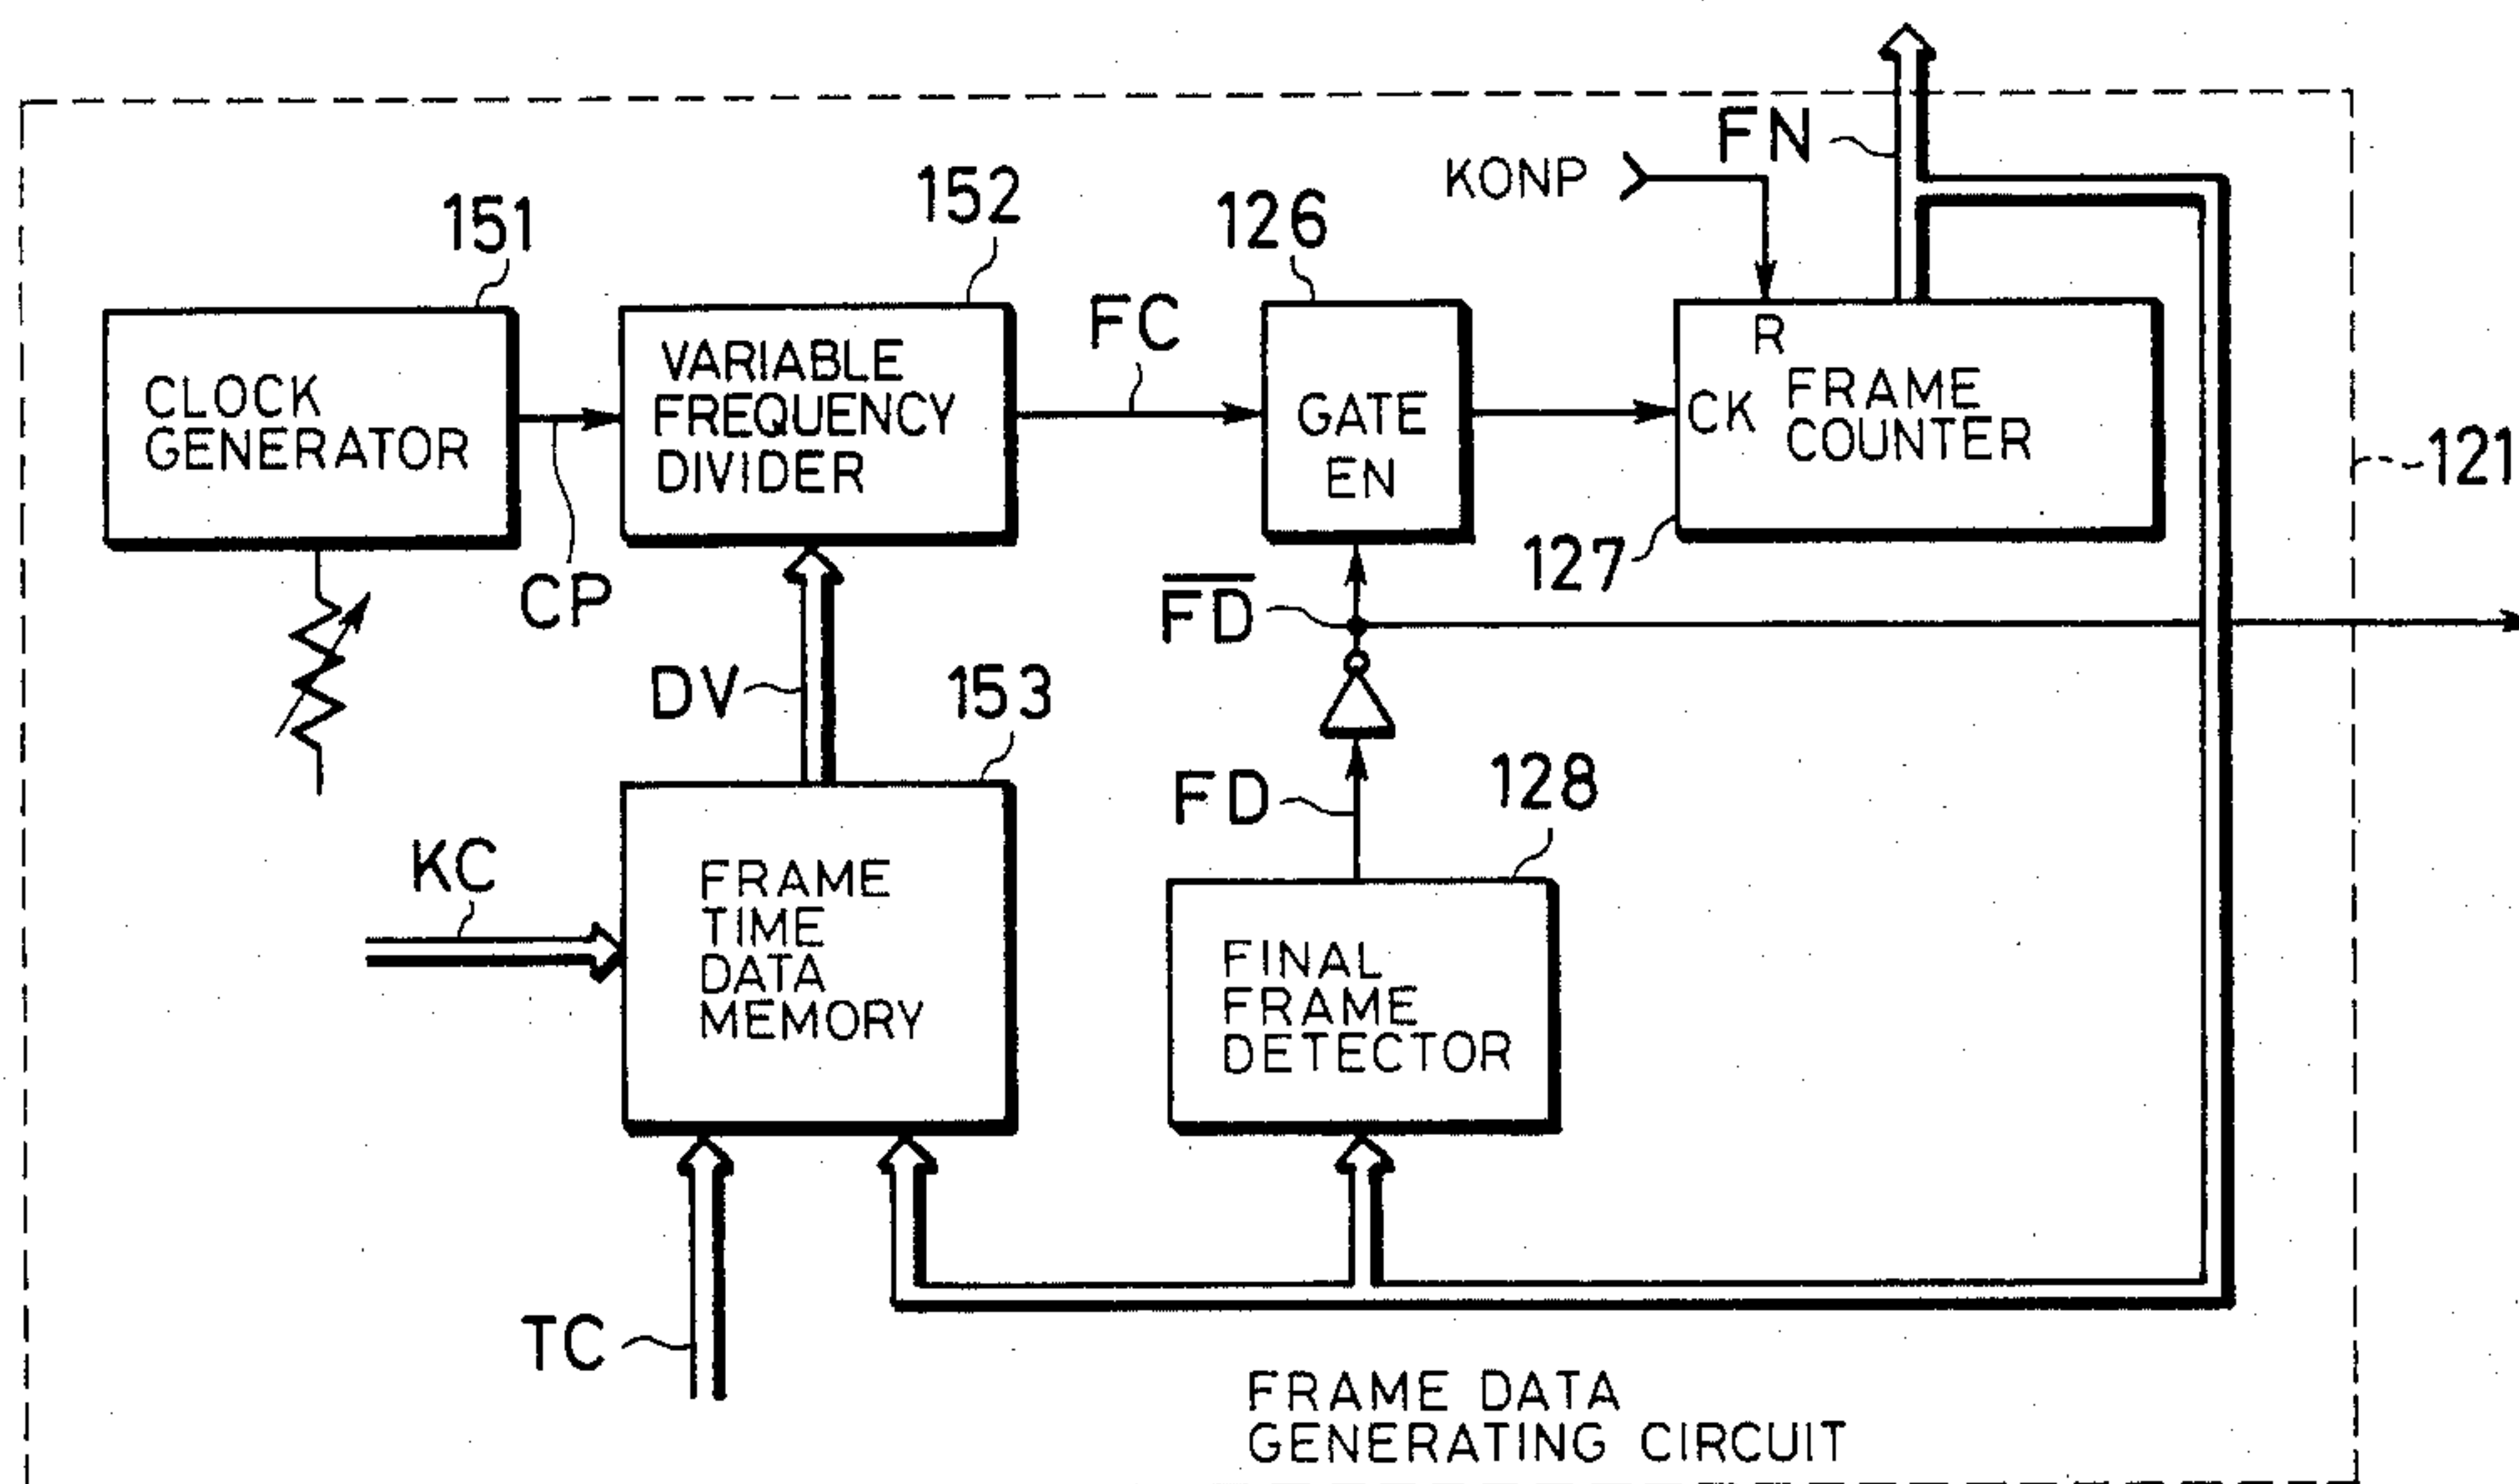 FN
KONP
152
151
126
FC
R
CK
FRAME
COUNTER
CLOCK
GENERATOR
VARIABLE
FREQUENCY
DIVIDER
GATE
EN
121
127
CP
F̅D̅
DV
153
FD
128
KC
FRAME
TIME
DATA
MEMORY
FINAL
FRAME
DETECTOR
TC
FRAME DATA
GENERATING CIRCUIT